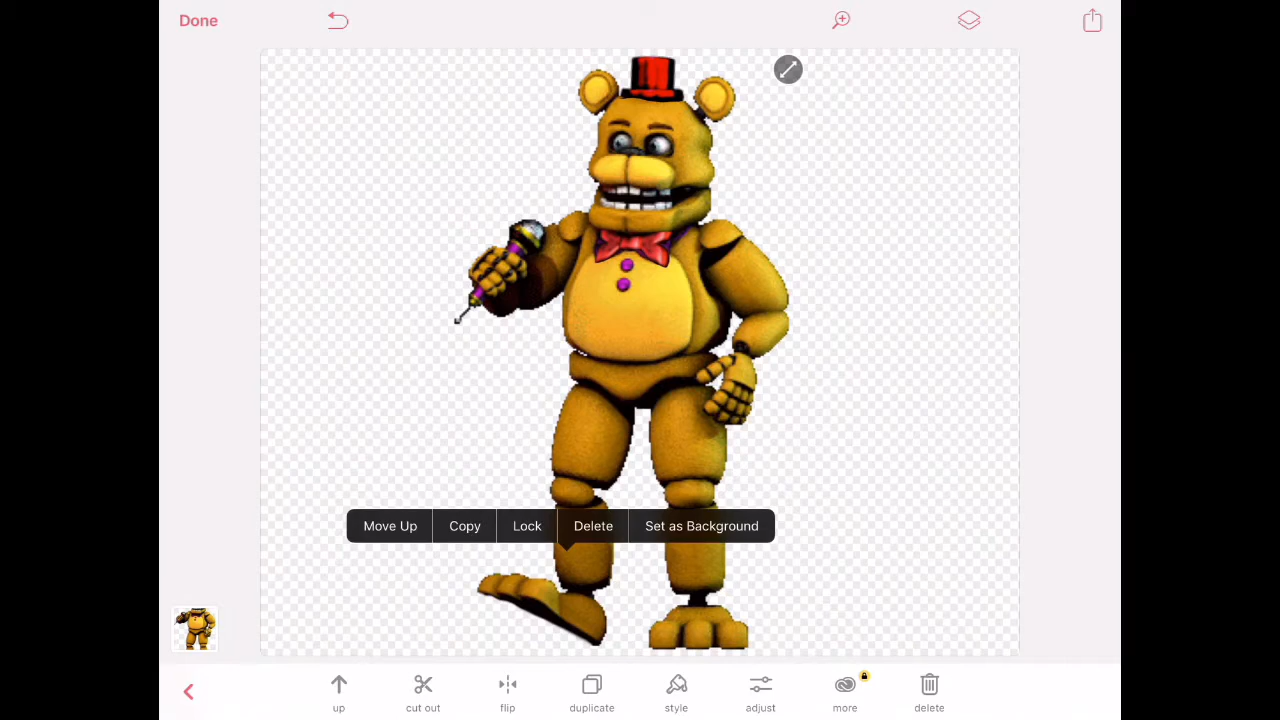 Done
Move Up Copy Lock Delete Set as Background
up cut out flip duplicate style adjust more delete